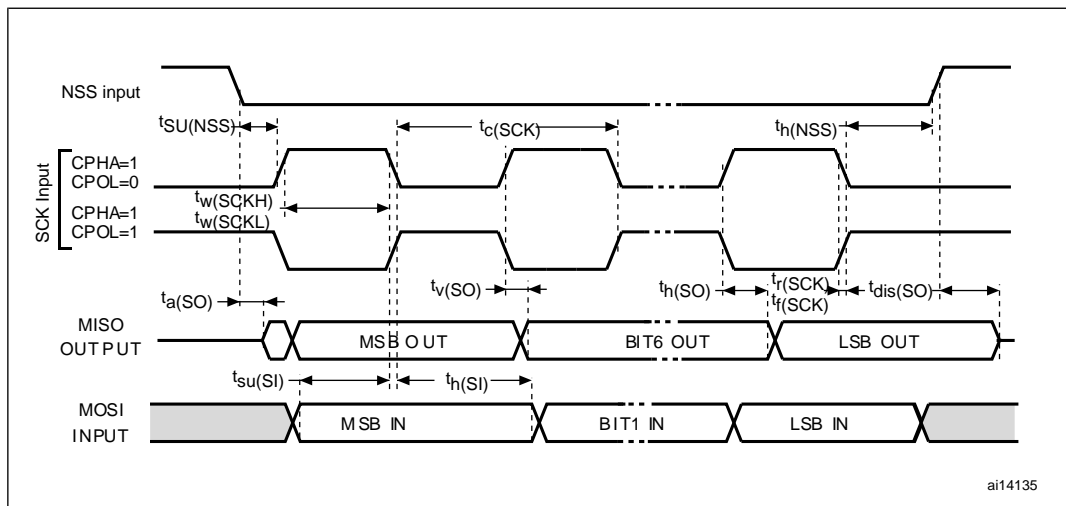 NSS input
tSU(NSS)
tc(SCK)
th(NSS)
SCK Input
CPHA=1
CPOL=0
tw(SCKH)
tw(SCKL)
CPHA=1
CPOL=1
ta(SO)
tv(SO)
th(SO)
tr(SCK)
tf(SCK)
tdis(SO)
MISO
OUTPUT
MSB OUT
BIT6 OUT
LSB OUT
tsu(SI)
th(SI)
MOSI
INPUT
MSB IN
BIT1 IN
LSB IN
ai14135